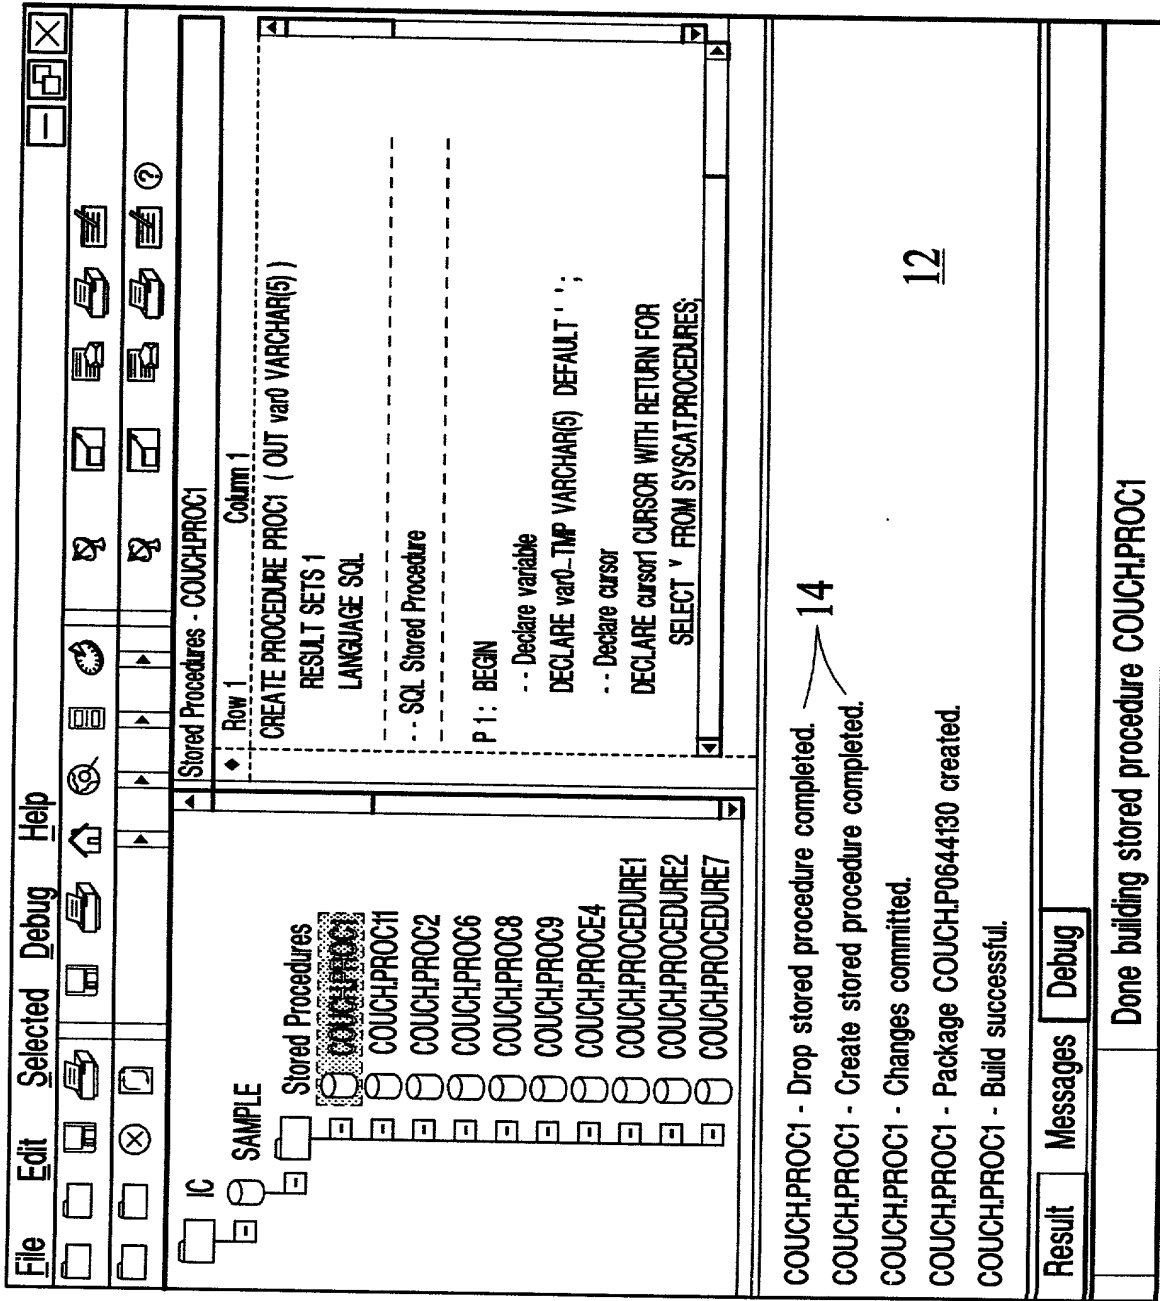 File Edit Selected Debug Help
IC
SAMPLE
Stored Procedures
COUCH.PROC1
COUCH.PROC11
COUCH.PROC2
COUCH.PROC6
COUCH.PROC8
COUCH.PROC9
COUCH.PROCE4
COUCH.PROCEDURE1
COUCH.PROCEDURE2
COUCH.PROCEDURE7
Stored Procedures - COUCH.PROC1
Row 1 Column 1
CREATE PROCEDURE PROC1 ( OUT var0 VARCHAR(5) )
RESULT SETS 1
LANGUAGE SQL
- - SQL Stored Procedure
P 1 : BEGIN
- - Declare variable
DECLARE var0-TMP VARCHAR(5) DEFAULT ' ' ;
- - Declare cursor
DECLARE cursor1 CURSOR WITH RETURN FOR
SELECT * FROM SYSCAT.PROCEDURES;
COUCH.PROC1 - Drop stored procedure completed.
COUCH.PROC1 - Create stored procedure completed.
14
COUCH.PROC1 - Changes committed.
COUCH.PROC1 - Package COUCH.P0644130 created.
COUCH.PROC1 - Build successful.
12
Result Messages Debug
Done building stored procedure COUCH.PROC1